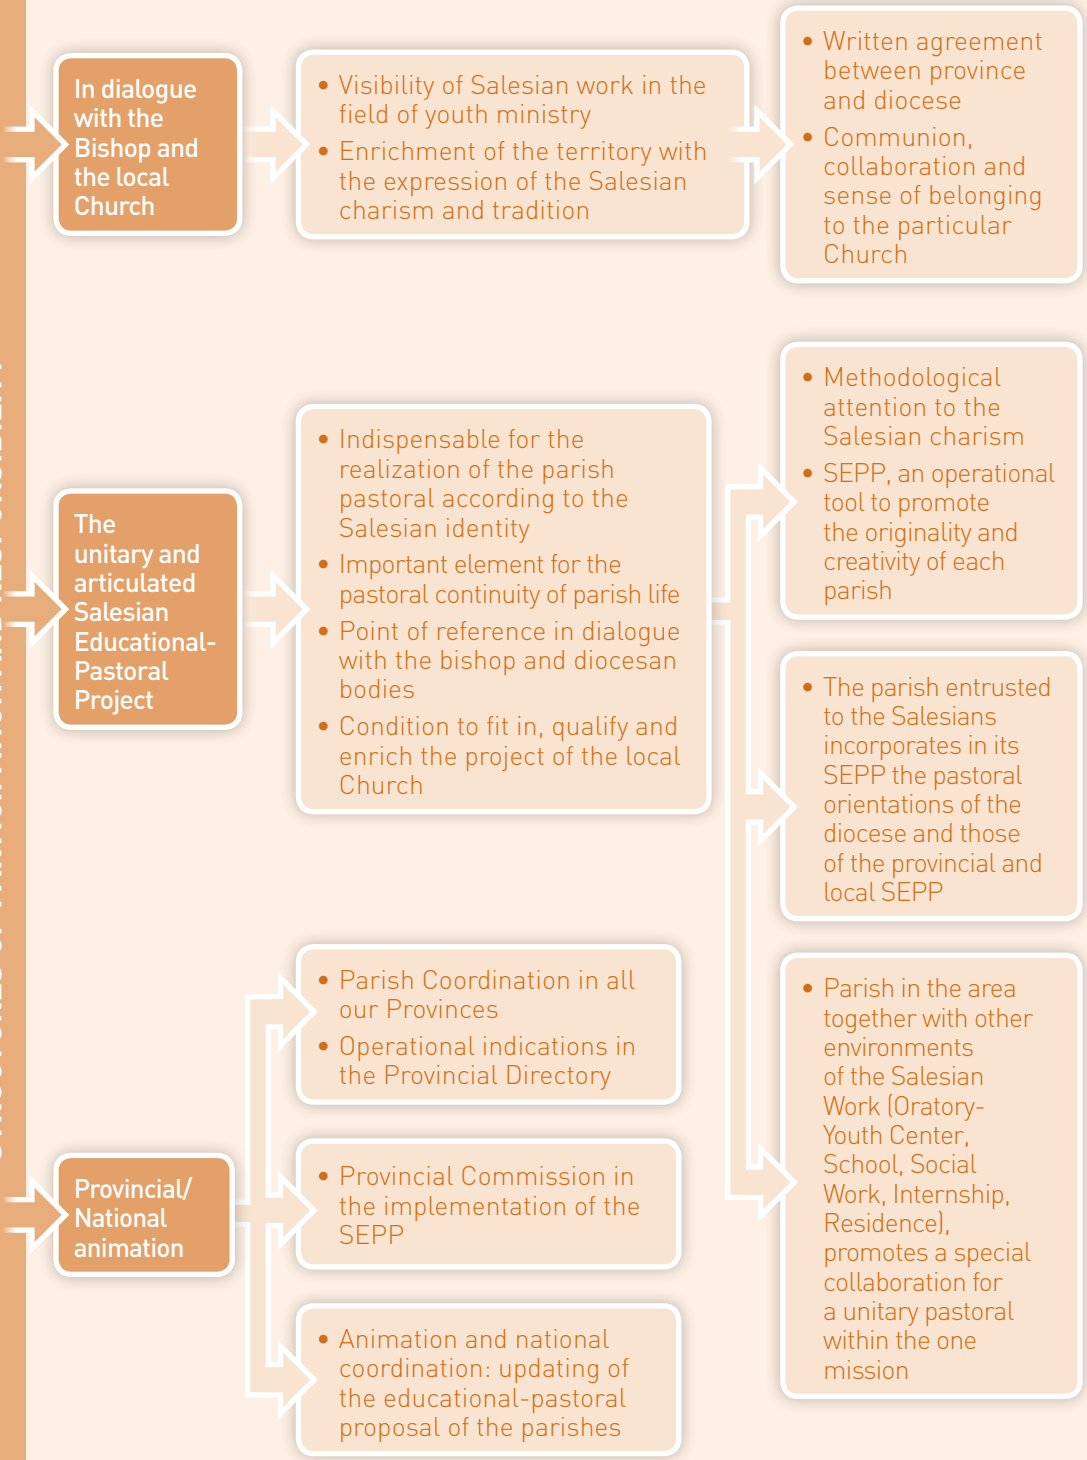 In dialogue
with the
Bishop and
the local
Church
• Visibility of Salesian work in the
field of youth ministry
• Enrichment of the territory with
the expression of the Salesian
charism and tradition
• Written agreement
between province
and diocese
• Communion,
collaboration and
sense of belonging
to the particular
Church
The
unitary and
articulated
Salesian
Educational-
Pastoral
Project
• Indispensable for the
realization of the parish
pastoral according to the
Salesian identity
• Important element for the
pastoral continuity of parish life
• Point of reference in dialogue
with the bishop and diocesan
bodies
• Condition to fit in, qualify and
enrich the project of the local
Church
• Methodological
attention to the
Salesian charism
• SEPP, an operational
tool to promote
the originality and
creativity of each
parish
• The parish entrusted
to the Salesians
incorporates in its
SEPP the pastoral
orientations of the
diocese and those
of the provincial and
local SEPP
• Parish in the area
together with other
environments
of the Salesian
Work (Oratory-
Youth Center,
School, Social
Work, Internship,
Residence),
promotes a special
collaboration for
a unitary pastoral
within the one
mission
Provincial/
National
animation
• Parish Coordination in all
our Provinces
• Operational indications in
the Provincial Directory
• Provincial Commission in
the implementation of the
SEPP
• Animation and national
coordination: updating of
the educational-pastoral
proposal of the parishes